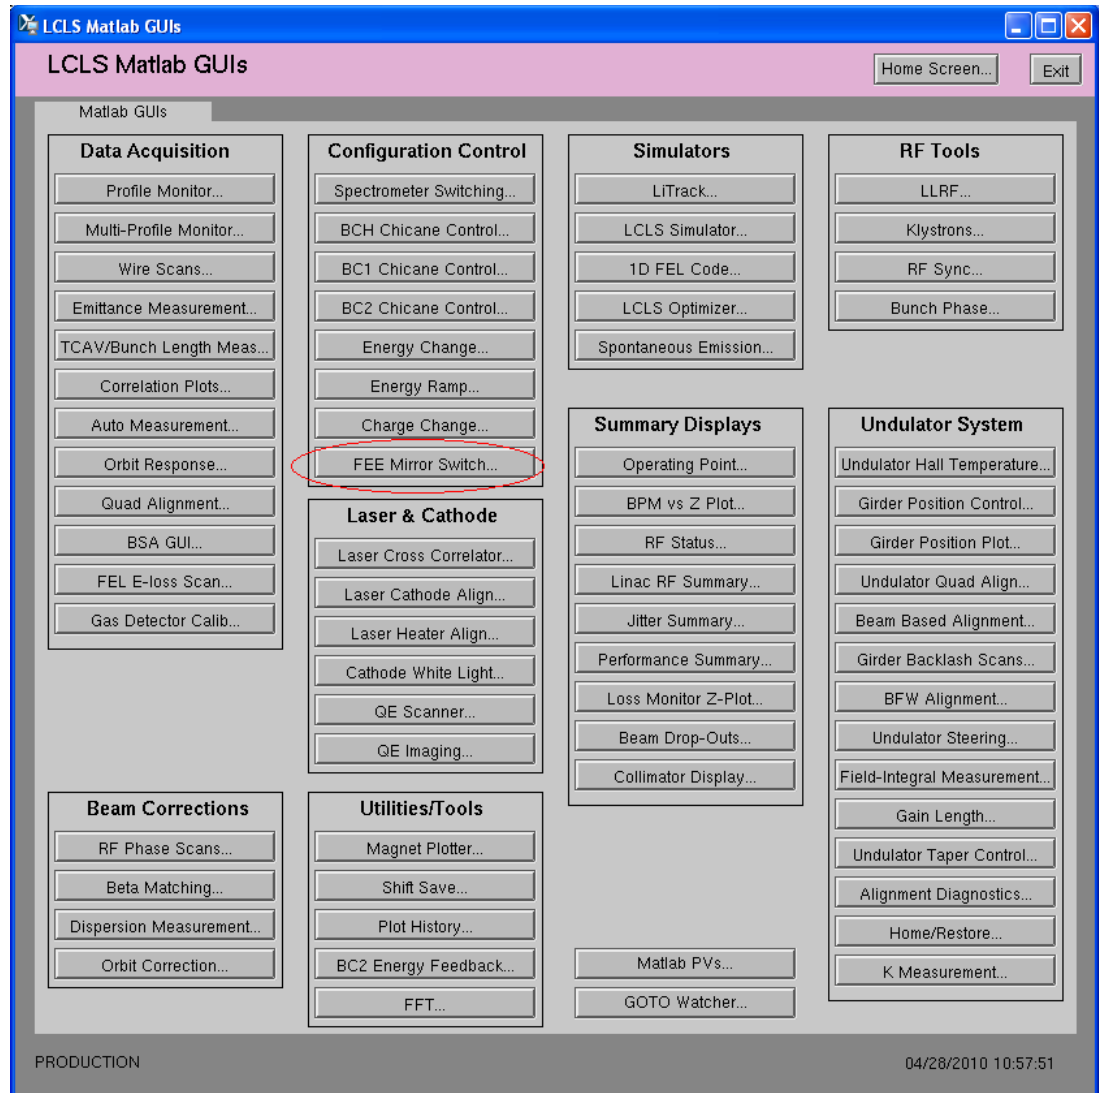 LCLS Matlab GUIs
LCLS Matlab GUIs
Home Screen...
Exit
Matlab GUIs
Data Acquisition
Profile Monitor...
Multi-Profile Monitor...
Wire Scans...
Emittance Measurement...
TCAV/Bunch Length Meas...
Correlation Plots...
Auto Measurement...
Orbit Response...
Quad Alignment...
BSA GUI...
FEL E-loss Scan...
Gas Detector Calib...
Configuration Control
Spectrometer Switching...
BCH Chicane Control...
BC1 Chicane Control...
BC2 Chicane Control...
Energy Change...
Energy Ramp...
Charge Change...
FEE Mirror Switch...
Laser & Cathode
Laser Cross Correlator...
Laser Cathode Align...
Laser Heater Align...
Cathode White Light...
QE Scanner...
QE Imaging...
Simulators
LiTrack...
LCLS Simulator...
1D FEL Code...
LCLS Optimizer...
Spontaneous Emission...
Summary Displays
Operating Point...
BPM vs Z Plot...
RF Status...
Linac RF Summary...
Jitter Summary...
Performance Summary...
Loss Monitor Z-Plot...
Beam Drop-Outs...
Collimator Display...
RF Tools
LLRF...
Klystrons...
RF Sync...
Bunch Phase...
Undulator System
Undulator Hall Temperature...
Girder Position Control...
Girder Position Plot...
Undulator Quad Align...
Beam Based Alignment...
Girder Backlash Scans...
BFW Alignment...
Undulator Steering...
Field-Integral Measurement...
Gain Length...
Undulator Taper Control...
Alignment Diagnostics...
Home/Restore...
K Measurement...
Beam Corrections
RF Phase Scans...
Beta Matching...
Dispersion Measurement...
Orbit Correction...
Utilities/Tools
Magnet Plotter...
Shift Save...
Plot History...
BC2 Energy Feedback...
FFT...
Matlab PVs...
GOTO Watcher...
PRODUCTION
04/28/2010 10:57:51